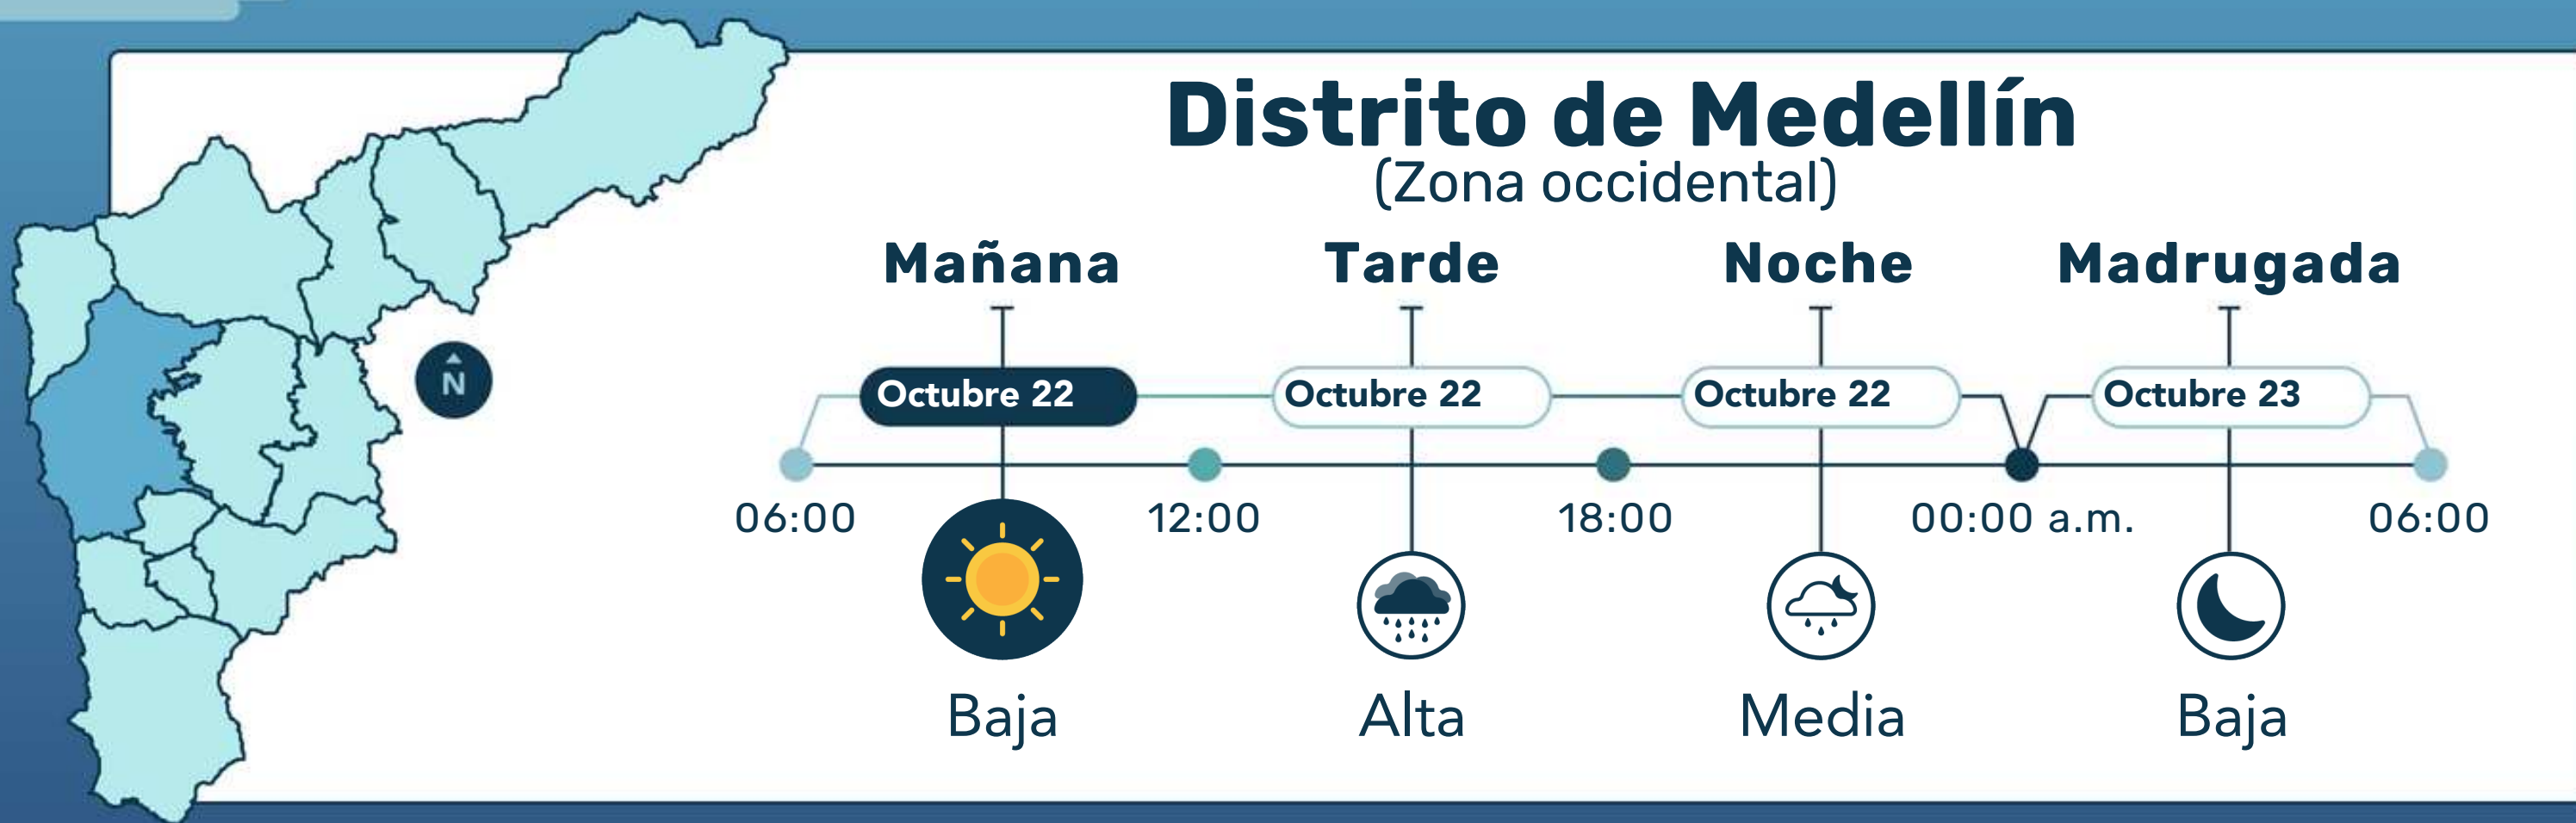 Distrito de Medellín
(Zona occidental)
Mañana Tarde Noche Madrugada
Octubre 22 Octubre 22 Octubre 22 Octubre 23
N
06:00 12:00 18:00 00:00 a.m. 06:00
Baja Alta Media Baja